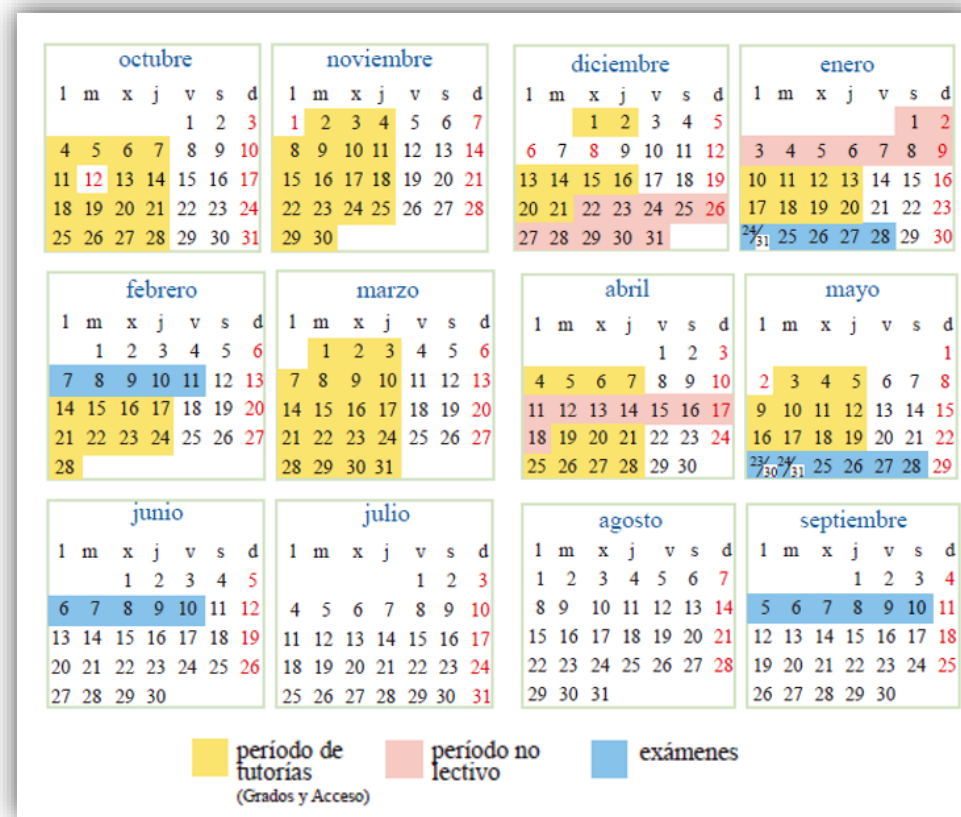 octubre
l m x j v s d
1 2 3
4 5 6 7 8 9 10
11 12 13 14 15 16 17
18 19 20 21 22 23 24
25 26 27 28 29 30 31
noviembre
l m x j v s d
1 2 3 4 5 6 7
8 9 10 11 12 13 14
15 16 17 18 19 20 21
22 23 24 25 26 27 28
29 30
diciembre
l m x j v s d
1 2 3 4 5
6 7 8 9 10 11 12
13 14 15 16 17 18 19
20 21 22 23 24 25 26
27 28 29 30 31
enero
l m x j v s d
1 2
3 4 5 6 7 8 9
10 11 12 13 14 15 16
17 18 19 20 21 22 23
24/31 25 26 27 28 29 30
febrero
l m x j v s d
1 2 3 4 5 6
7 8 9 10 11 12 13
14 15 16 17 18 19 20
21 22 23 24 25 26 27
28
marzo
l m x j v s d
1 2 3 4 5 6
7 8 9 10 11 12 13
14 15 16 17 18 19 20
21 22 23 24 25 26 27
28 29 30 31
abril
l m x j v s d
1 2 3
4 5 6 7 8 9 10
11 12 13 14 15 16 17
18 19 20 21 22 23 24
25 26 27 28 29 30
mayo
l m x j v s d
1
2 3 4 5 6 7 8
9 10 11 12 13 14 15
16 17 18 19 20 21 22
23/30 24/31 25 26 27 28 29
junio
l m x j v s d
1 2 3 4 5
6 7 8 9 10 11 12
13 14 15 16 17 18 19
20 21 22 23 24 25 26
27 28 29 30
julio
l m x j v s d
1 2 3
4 5 6 7 8 9 10
11 12 13 14 15 16 17
18 19 20 21 22 23 24
25 26 27 28 29 30 31
agosto
l m x j v s d
1 2 3 4 5 6 7
8 9 10 11 12 13 14
15 16 17 18 19 20 21
22 23 24 25 26 27 28
29 30 31
septiembre
l m x j v s d
1 2 3 4
5 6 7 8 9 10 11
12 13 14 15 16 17 18
19 20 21 22 23 24 25
26 27 28 29 30
período de
tutorías
(Grados y Acceso)
período no
lectivo
exámenes